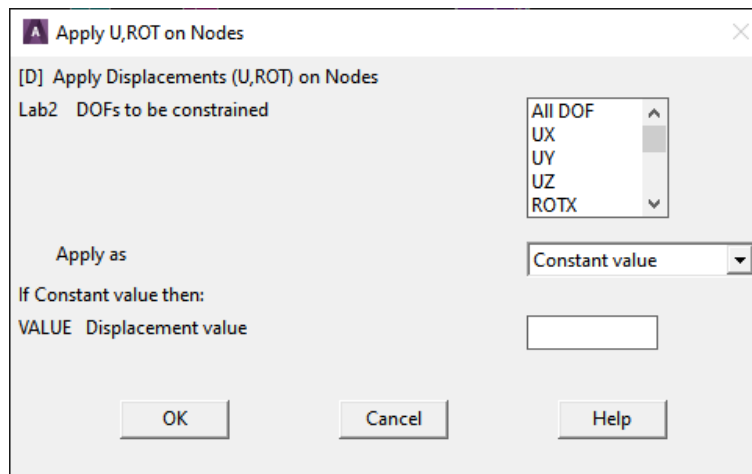 A Apply U,ROT on Nodes
[D] Apply Displacements (U,ROT) on Nodes
Lab2 DOFs to be constrained
All DOF
UX
UY
UZ
ROTX
Apply as
Constant value
If Constant value then:
VALUE Displacement value
OK Cancel Help